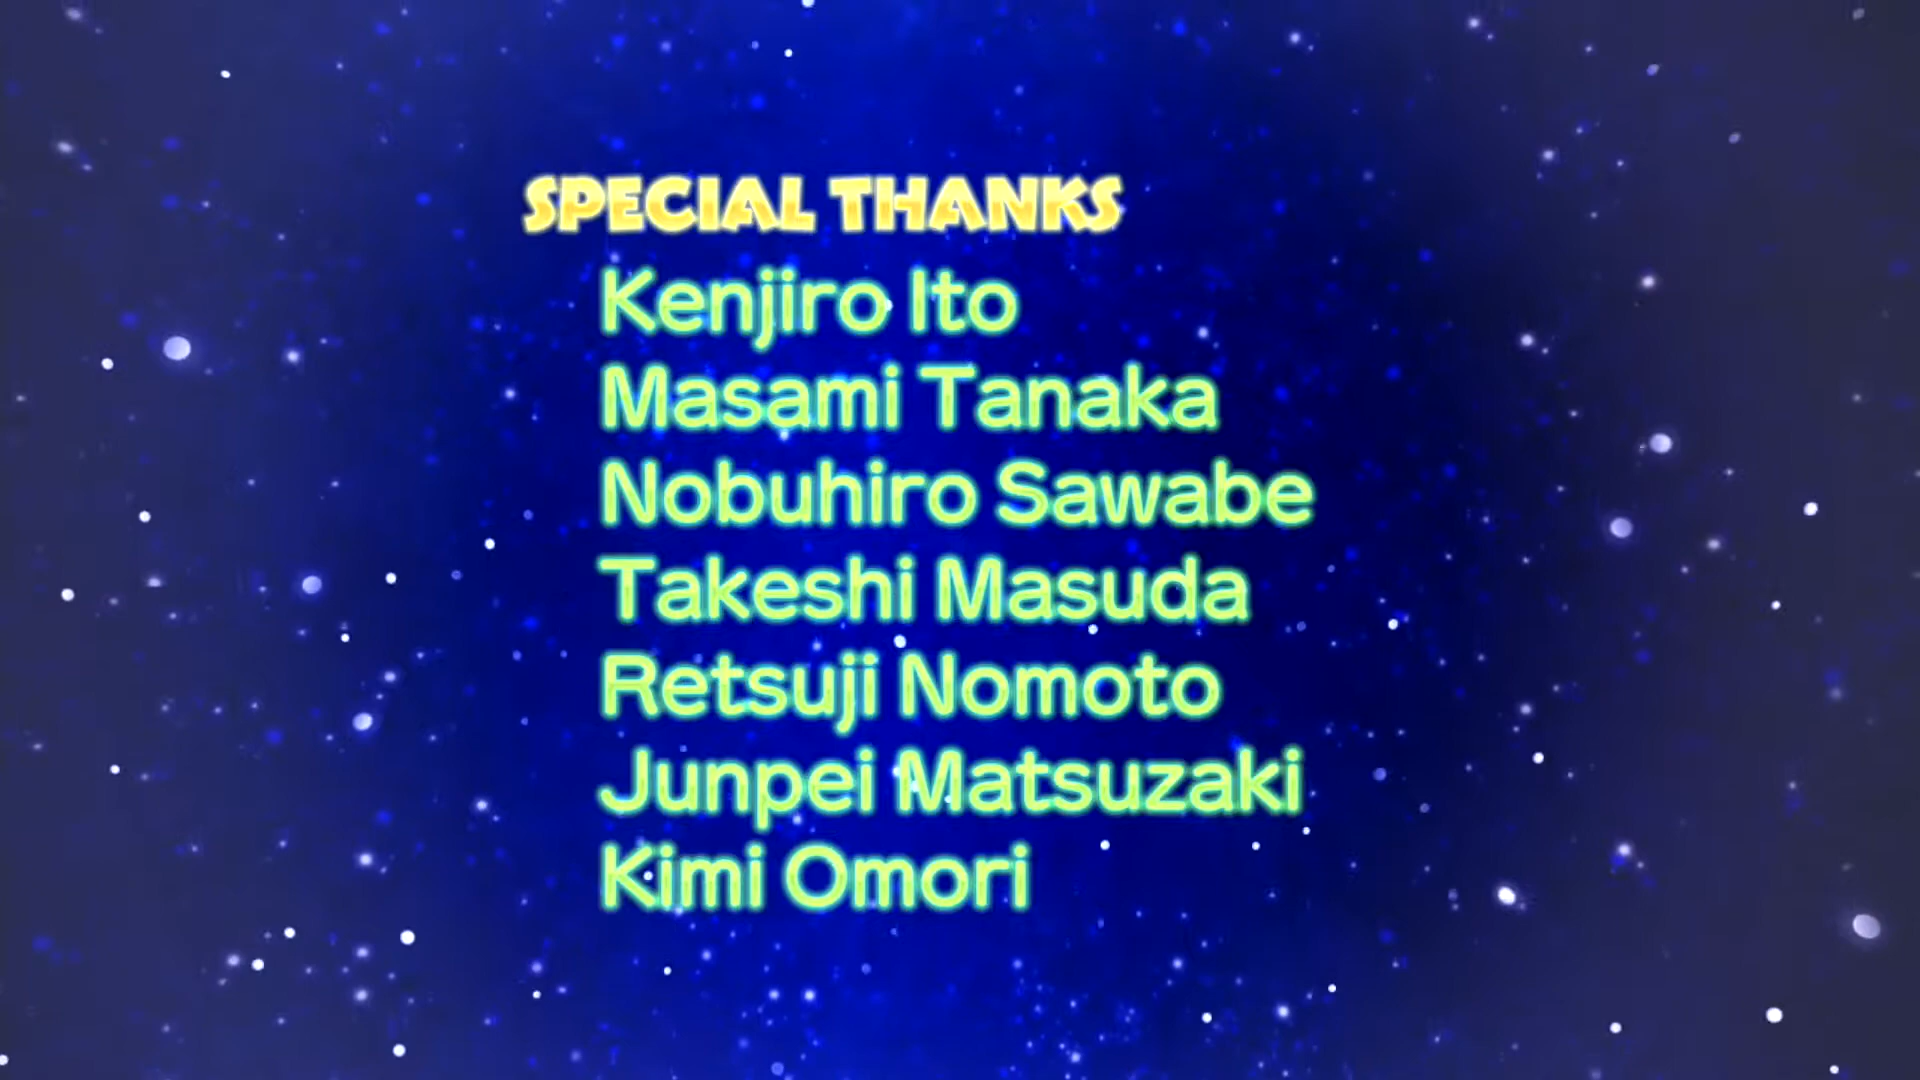 SPECIAL THANKS
Kenjiro Ito
Masami Tanaka
Nobuhiro Sawabe
Takeshi Masuda
Retsuji Nomoto
Junpei Matsuzaki
Kimi Omori